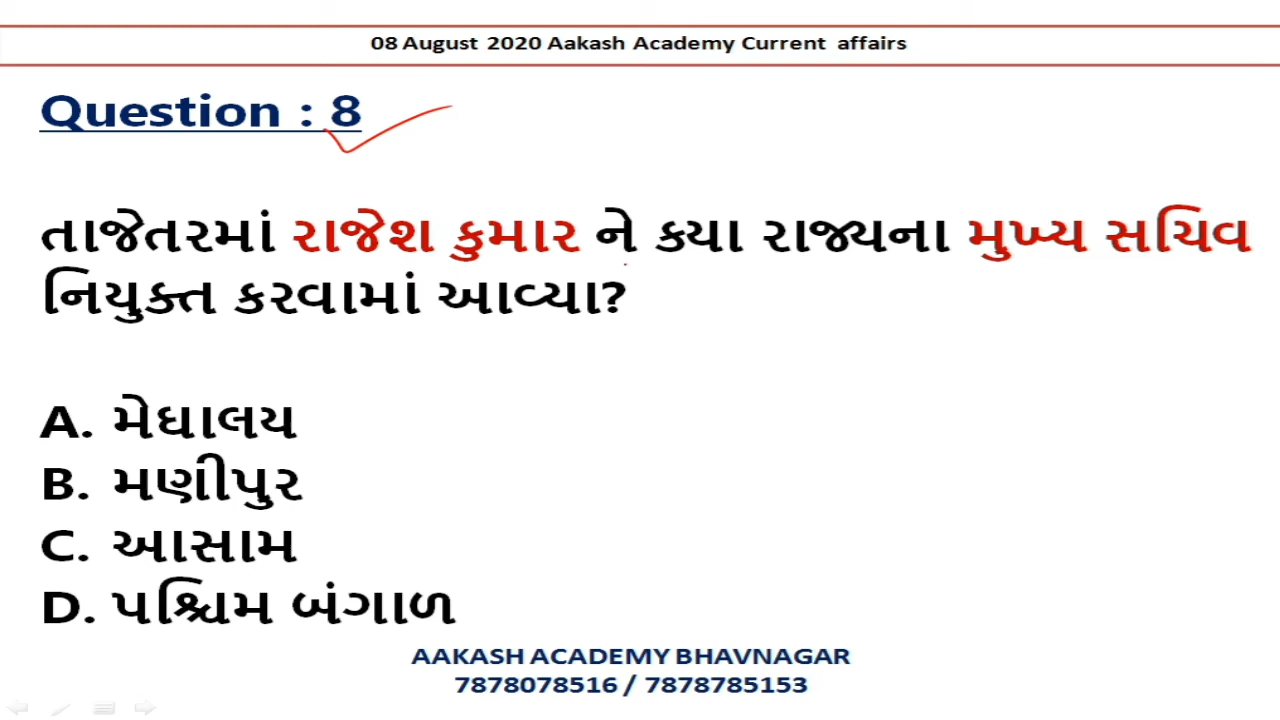 08 August 2020 Aakash Academy Current affairs
Question : 8
તાજેતરમાં રાજેશ કુમાર ને ક્યા રાજ્યના મુખ્ય સચિવ
નિયુક્ત કરવામાં આવ્યા?
A. મેઘાલય
B. મણીપુર
C. આસામ
D. પશ્ચિમ બંગાળ
AAKASH ACADEMY BHAVNAGAR
7878078516 / 7878785153